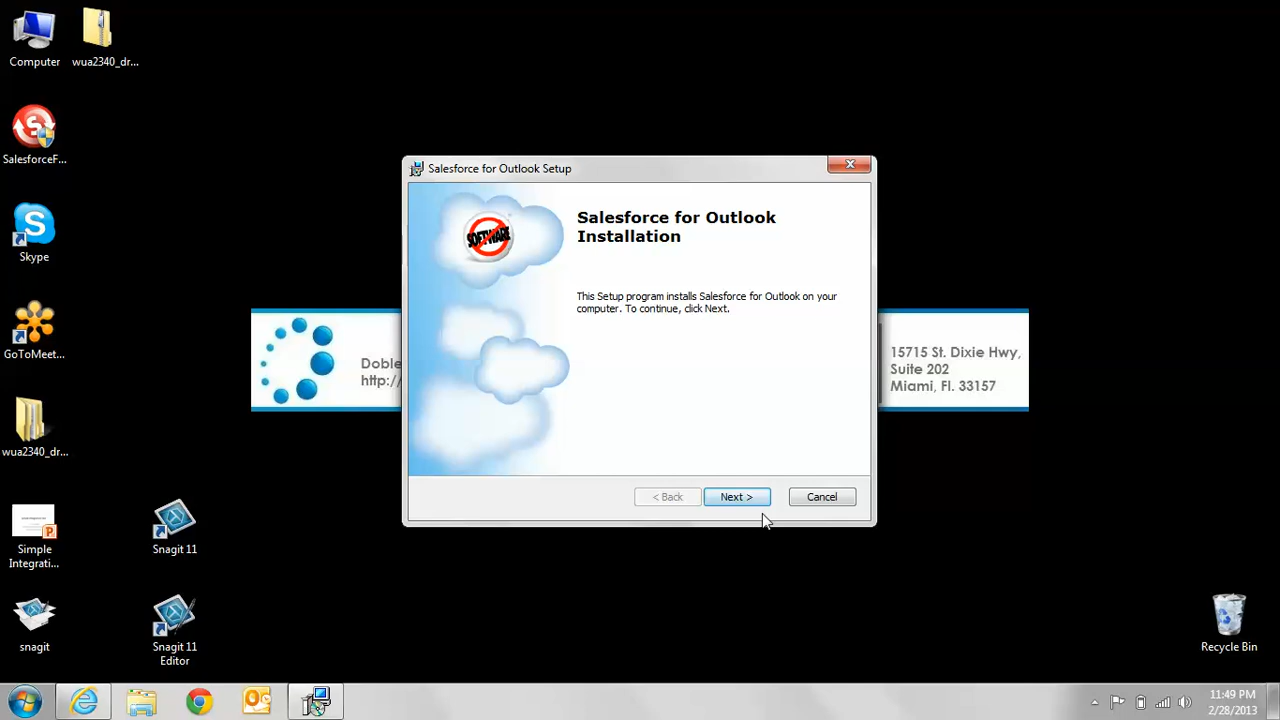 Computer
wua2340_dr...
SalesforceF...
Skype
GoToMeet...
wua2340_dr...
Simple
Integrati...
Snagit 11
snagit
Snagit 11
Editor
Salesforce for Outlook Setup
SOFTWARE
Salesforce for Outlook
Installation
This Setup program installs Salesforce for Outlook on your
computer. To continue, click Next.
< Back
Next >
Cancel
Doble
http://
15715 St. Dixie Hwy,
Suite 202
Miami, Fl. 33157
Recycle Bin
11:49 PM
2/28/2013